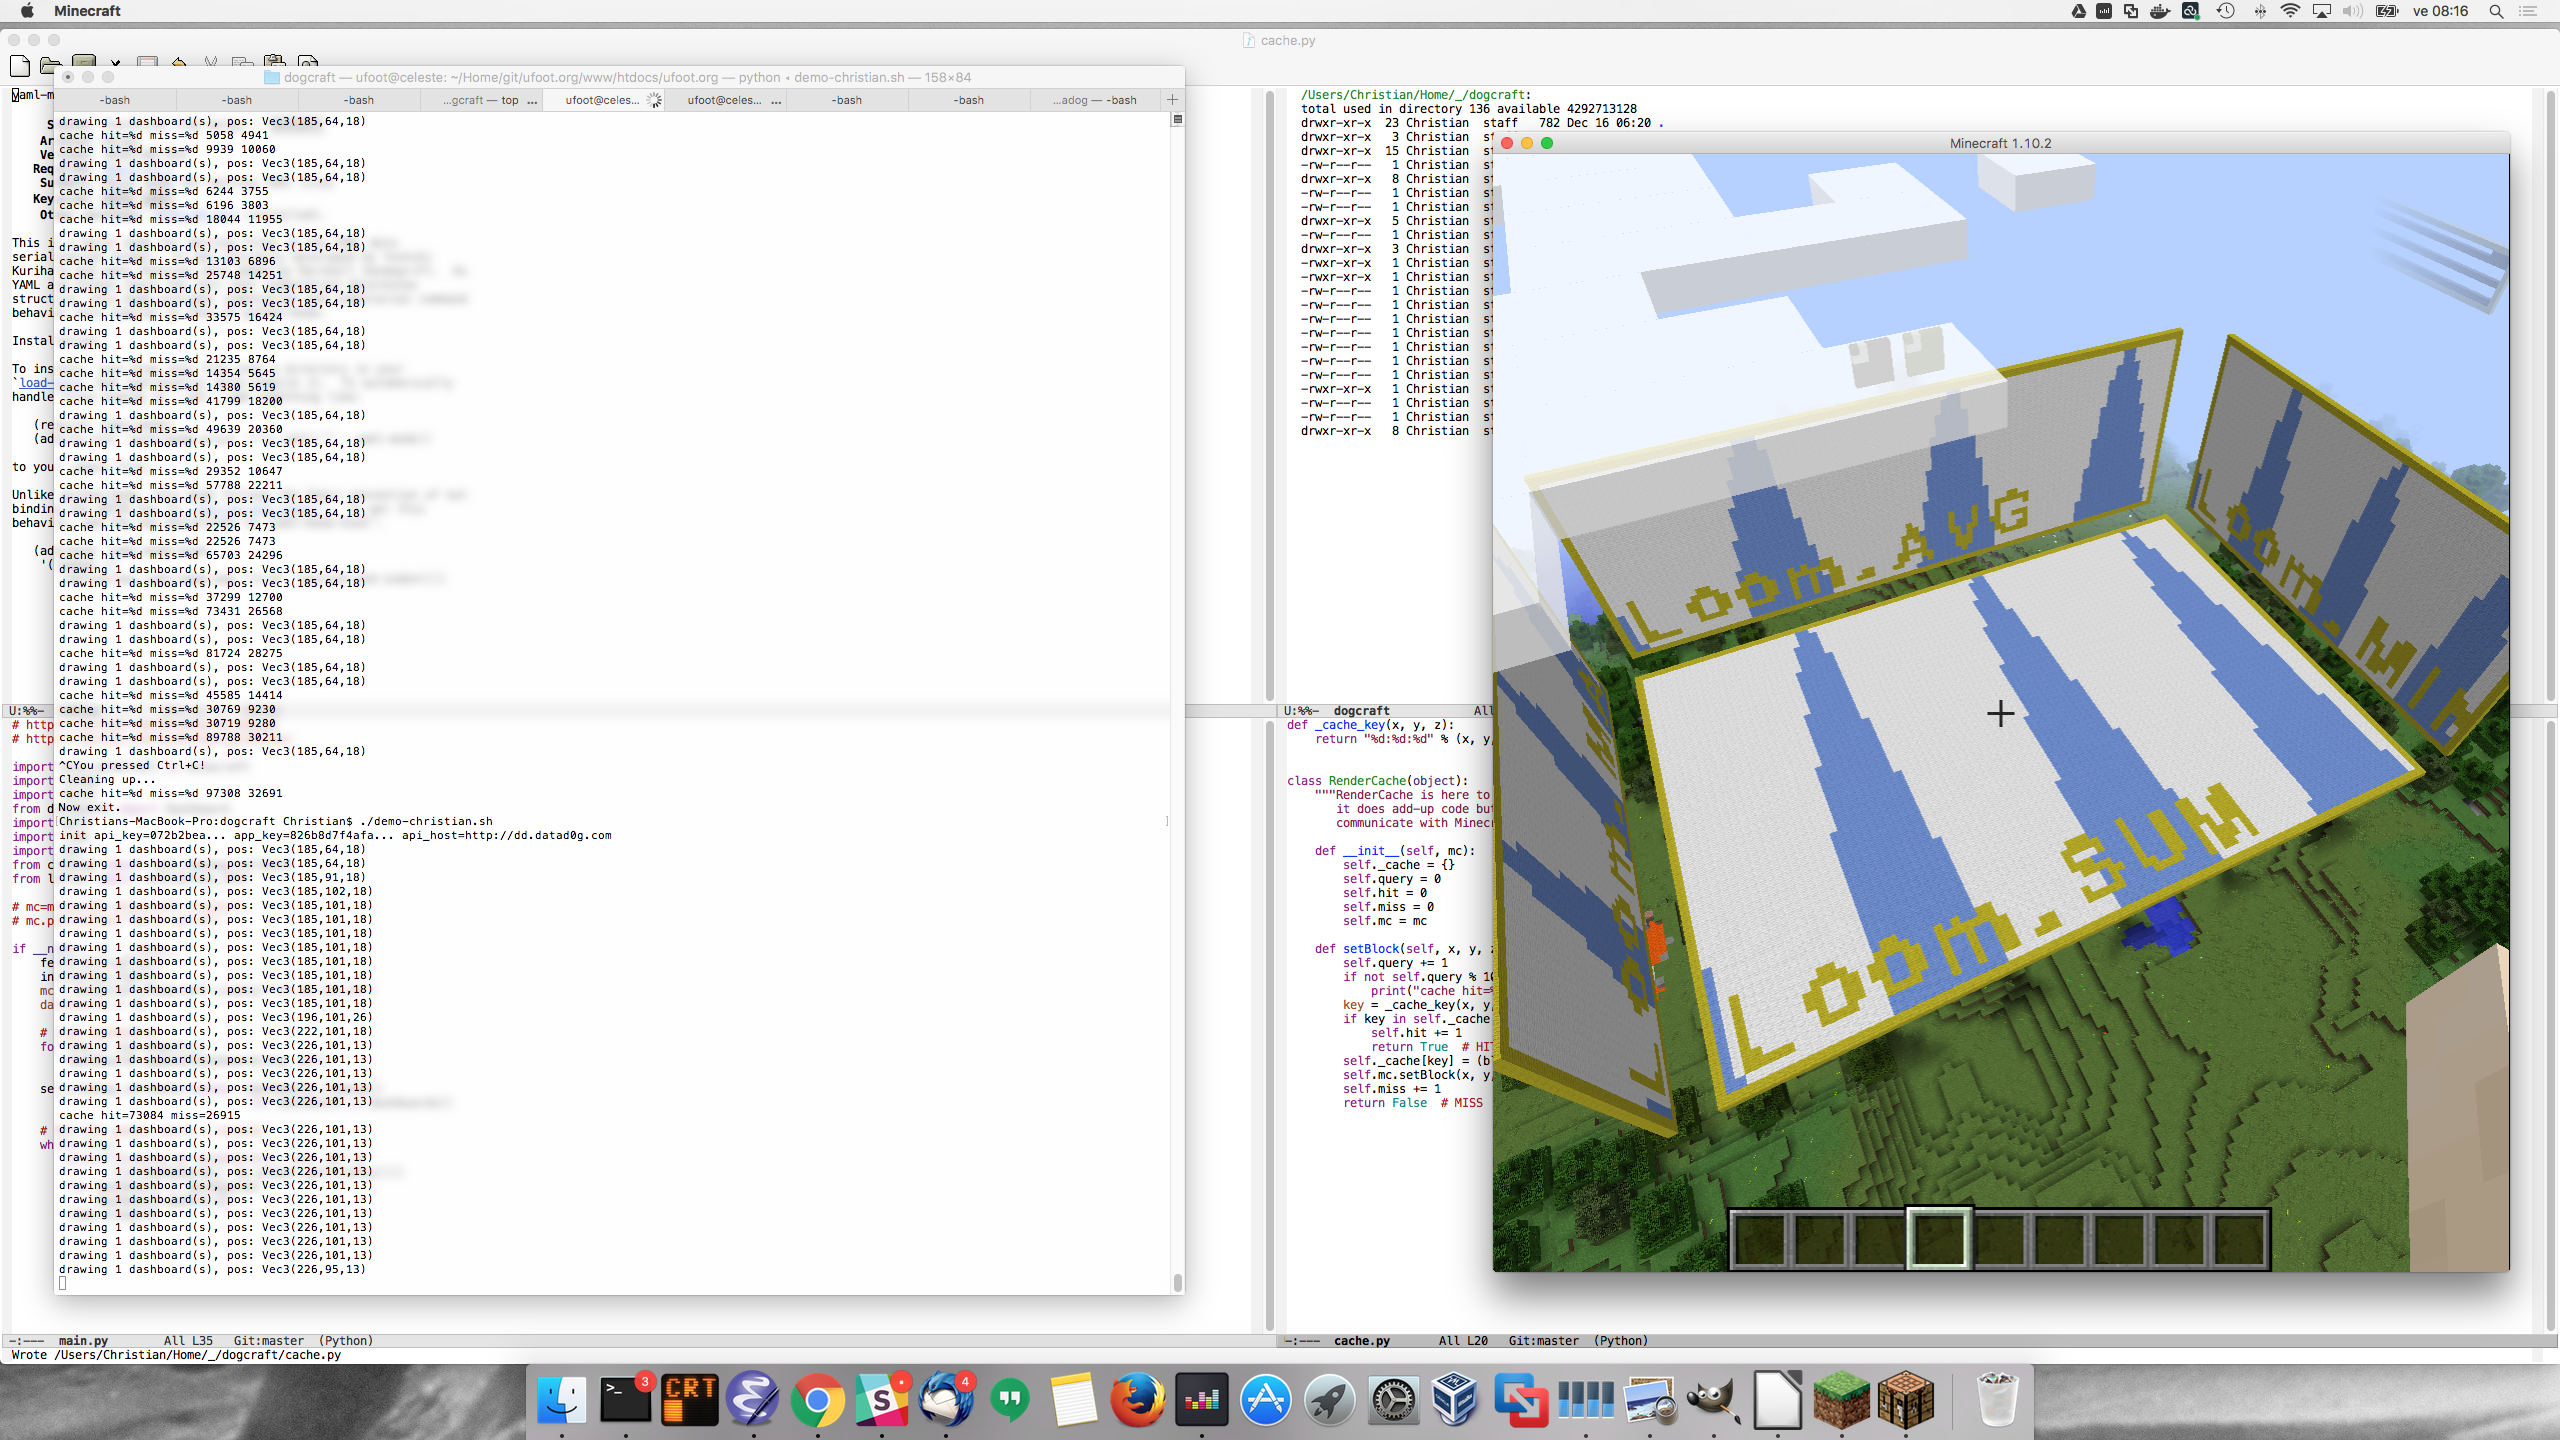 Minecraft
ve 08:16
cache.py
dogcraft — ufoot@celeste: ~/Home/git/ufoot.org/www/htdocs/ufoot.org — python • demo-christian.sh — 158×84
-bash
-bash
-bash
...gcraft — top ...
ufoot@celes...
ufoot@celes... ...
-bash
-bash
...adog — -bash
drawing 1 dashboard(s), pos: Vec3(185,64,18)
cache hit=%d miss=%d 5058 4941
cache hit=%d miss=%d 9939 10060
drawing 1 dashboard(s), pos: Vec3(185,64,18)
drawing 1 dashboard(s), pos: Vec3(185,64,18)
cache hit=%d miss=%d 6244 3755
cache hit=%d miss=%d 6196 3803
cache hit=%d miss=%d 18044 11955
drawing 1 dashboard(s), pos: Vec3(185,64,18)
drawing 1 dashboard(s), pos: Vec3(185,64,18)
cache hit=%d miss=%d 13103 6896
cache hit=%d miss=%d 25748 14251
drawing 1 dashboard(s), pos: Vec3(185,64,18)
drawing 1 dashboard(s), pos: Vec3(185,64,18)
cache hit=%d miss=%d 33575 16424
drawing 1 dashboard(s), pos: Vec3(185,64,18)
drawing 1 dashboard(s), pos: Vec3(185,64,18)
cache hit=%d miss=%d 21235 8764
cache hit=%d miss=%d 14354 5645
cache hit=%d miss=%d 14380 5619
cache hit=%d miss=%d 41799 18200
drawing 1 dashboard(s), pos: Vec3(185,64,18)
cache hit=%d miss=%d 49639 20360
drawing 1 dashboard(s), pos: Vec3(185,64,18)
drawing 1 dashboard(s), pos: Vec3(185,64,18)
cache hit=%d miss=%d 29352 10647
cache hit=%d miss=%d 57788 22211
drawing 1 dashboard(s), pos: Vec3(185,64,18)
drawing 1 dashboard(s), pos: Vec3(185,64,18)
cache hit=%d miss=%d 22526 7473
cache hit=%d miss=%d 22526 7473
cache hit=%d miss=%d 65703 24296
drawing 1 dashboard(s), pos: Vec3(185,64,18)
drawing 1 dashboard(s), pos: Vec3(185,64,18)
cache hit=%d miss=%d 37299 12700
cache hit=%d miss=%d 73431 26568
drawing 1 dashboard(s), pos: Vec3(185,64,18)
drawing 1 dashboard(s), pos: Vec3(185,64,18)
cache hit=%d miss=%d 81724 28275
drawing 1 dashboard(s), pos: Vec3(185,64,18)
drawing 1 dashboard(s), pos: Vec3(185,64,18)
cache hit=%d miss=%d 45585 14414
cache hit=%d miss=%d 30769 9230
cache hit=%d miss=%d 30719 9280
cache hit=%d miss=%d 89788 30211
drawing 1 dashboard(s), pos: Vec3(185,64,18)
^CYou pressed Ctrl+C!
Cleaning up...
cache hit=%d miss=%d 97308 32691
Now exit.
Christians-MacBook-Pro:dogcraft Christian$ ./demo-christian.sh
init api_key=072b2bea... app_key=826b8d7f4afa... api_host=http://dd.datad0g.com
drawing 1 dashboard(s), pos: Vec3(185,64,18)
drawing 1 dashboard(s), pos: Vec3(185,64,18)
drawing 1 dashboard(s), pos: Vec3(185,91,18)
drawing 1 dashboard(s), pos: Vec3(185,102,18)
drawing 1 dashboard(s), pos: Vec3(185,101,18)
drawing 1 dashboard(s), pos: Vec3(185,101,18)
drawing 1 dashboard(s), pos: Vec3(185,101,18)
drawing 1 dashboard(s), pos: Vec3(185,101,18)
drawing 1 dashboard(s), pos: Vec3(185,101,18)
drawing 1 dashboard(s), pos: Vec3(185,101,18)
drawing 1 dashboard(s), pos: Vec3(185,101,18)
drawing 1 dashboard(s), pos: Vec3(185,101,18)
drawing 1 dashboard(s), pos: Vec3(196,101,26)
drawing 1 dashboard(s), pos: Vec3(222,101,18)
drawing 1 dashboard(s), pos: Vec3(226,101,13)
drawing 1 dashboard(s), pos: Vec3(226,101,13)
drawing 1 dashboard(s), pos: Vec3(226,101,13)
drawing 1 dashboard(s), pos: Vec3(226,101,13)
drawing 1 dashboard(s), pos: Vec3(226,101,13)
cache hit=73084 miss=26915
drawing 1 dashboard(s), pos: Vec3(226,101,13)
drawing 1 dashboard(s), pos: Vec3(226,101,13)
drawing 1 dashboard(s), pos: Vec3(226,101,13)
drawing 1 dashboard(s), pos: Vec3(226,101,13)
drawing 1 dashboard(s), pos: Vec3(226,101,13)
drawing 1 dashboard(s), pos: Vec3(226,101,13)
drawing 1 dashboard(s), pos: Vec3(226,101,13)
drawing 1 dashboard(s), pos: Vec3(226,101,13)
drawing 1 dashboard(s), pos: Vec3(226,101,13)
drawing 1 dashboard(s), pos: Vec3(226,101,13)
drawing 1 dashboard(s), pos: Vec3(226,95,13)
/Users/Christian/Home/_/dogcraft:
total used in directory 136 available 4292713128
drwxr-xr-x 23 Christian staff 782 Dec 16 06:20 .
drwxr-xr-x 3 Christian
drwxr-xr-x 15 Christian
-rw-r--r-- 1 Christian
drwxr-xr-x 8 Christian
-rw-r--r-- 1 Christian
-rw-r--r-- 1 Christian
drwxr-xr-x 5 Christian
-rw-r--r-- 1 Christian
drwxr-xr-x 3 Christian
-rw-r--r-- 1 Christian
-rwxr-xr-x 1 Christian
-rw-r--r-- 1 Christian
-rw-r--r-- 1 Christian
-rw-r--r-- 1 Christian
-rw-r--r-- 1 Christian
-rw-r--r-- 1 Christian
-rw-r--r-- 1 Christian
-rw-r--r-- 1 Christian
-rwxr-xr-x 1 Christian
-rw-r--r-- 1 Christian
-rw-r--r-- 1 Christian
drwxr-xr-x 8 Christian
U:%%- dogcraft All
def _cache_key(x, y, z):
return "%d:%d:%d" % (x, y,
class RenderCache(object):
"""RenderCache is here to
it does add-up code bu
communicate with Minec
def __init__(self, mc):
self._cache = {}
self.query = 0
self.hit = 0
self.miss = 0
self.mc = mc
def setBlock(self, x, y, z
self.query += 1
if not self.query % 10
print("cache hit=
key = _cache_key(x, y,
if key in self._cache
self.hit += 1
return True # HI
self._cache[key] = (b
self.mc.setBlock(x, y,
self.miss += 1
return False # MISS
Minecraft 1.10.2
Loom.AVG
Loom.Min
Loom.SUM
-:--- main.py All L35 Git:master (Python)
-:--- cache.py All L20 Git:master (Python)
Wrote /Users/Christian/Home/_/dogcraft/cache.py
3
CRT
4